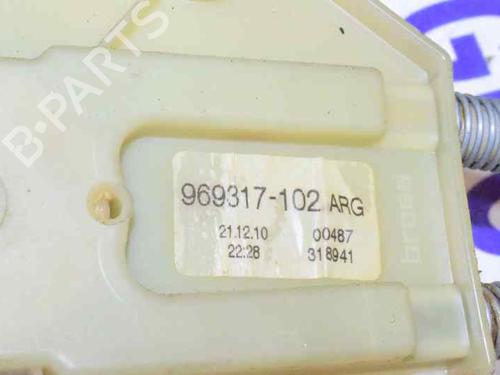 B-PARTS
969317-102 ARG
21.12.10 00487
22:28 318941
brose